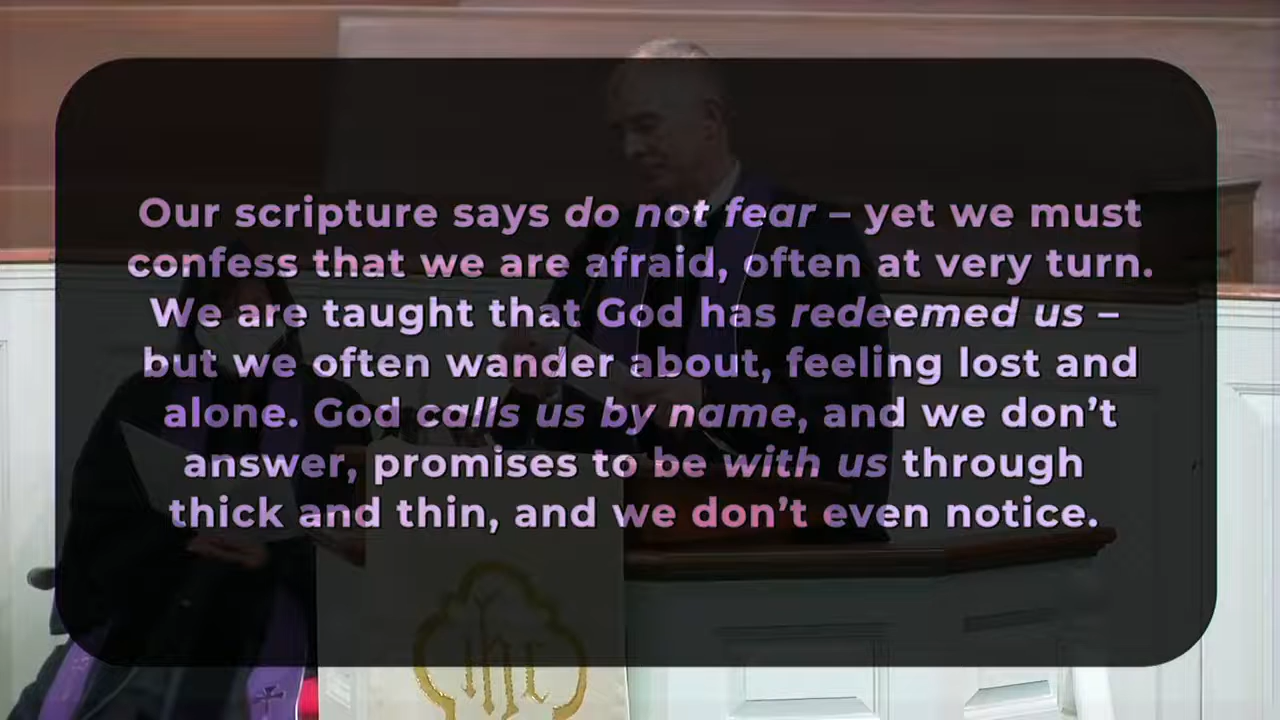 Our scripture says do not fear – yet we must
confess that we are afraid, often at very turn.
We are taught that God has redeemed us –
but we often wander about, feeling lost and
alone. God calls us by name, and we don’t
answer, promises to be with us through
thick and thin, and we don’t even notice.
ihc